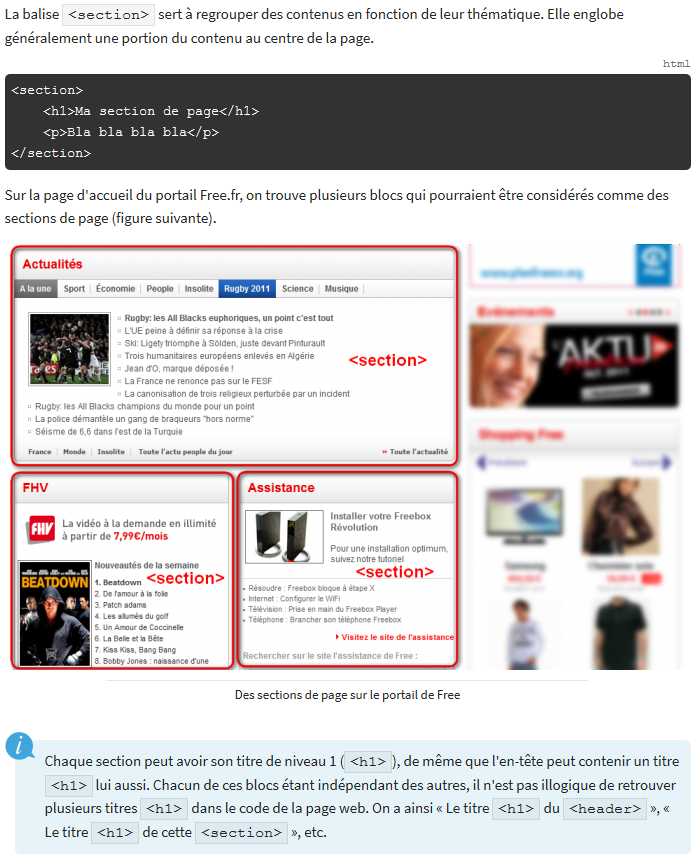 La balise <section> sert à regrouper des contenus en fonction de leur thématique. Elle englobe
généralement une portion du contenu au centre de la page.
html
<section>
    <h1>Ma section de page</h1>
    <p>Bla bla bla bla</p>
</section>
Sur la page d'accueil du portail Free.fr, on trouve plusieurs blocs qui pourraient être considérés comme des
sections de page (figure suivante).
Actualités
A la une | Sport | Économie | People | Insolite | Rugby 2011 | Science | Musique |
Rugby: les All Blacks euphoriques, un point c'est tout
L'UE peine à définir sa réponse à la crise
Ski: Ligety triomphe à Sölden, juste devant Pinturault
Trois humanitaires européens enlevés en Algérie
Jean d'O, marque déposée !
La France ne renonce pas sur le FESF
La canonisation de trois religieux perturbée par un incident
Rugby: les All Blacks champions du monde pour un point
La police démantèle un gang de braqueurs "hors norme"
Séisme de 6,6 dans l'est de la Turquie
<section>
France | Monde | Insolite | Toute l'actu people du jour
» Toute l'actualité
www.planfrance.org
Evénements
AKTU
Shopping Free
Samsung
FHV
FHV
La vidéo à la demande en illimité
à partir de 7,99€/mois
BEATDOWN
Nouveautés de la semaine
1. Beatdown
2. De l'amour à la folie
3. Patch adams
4. Les allumés du golf
5. Un Amour de Coccinelle
6. La Belle et la Bête
7. Kiss Kiss, Bang Bang
8. Bobby Jones : naissance d'une
<section>
Assistance
Installer votre Freebox
Révolution
Pour une installation optimum,
suivez notre tutoriel
<section>
Résoudre : Freebox bloque à étape X
Internet : Configurer le WiFi
Télévision : Prise en main du Freebox Player
Téléphone : Brancher son téléphone Freebox
Visitez le site de l'assistance
Rechercher sur le site l'assistance de Free :
Des sections de page sur le portail de Free
i
Chaque section peut avoir son titre de niveau 1 ( <h1> ), de même que l'en-tête peut contenir un titre
<h1> lui aussi. Chacun de ces blocs étant indépendant des autres, il n'est pas illogique de retrouver
plusieurs titres <h1> dans le code de la page web. On a ainsi « Le titre <h1> du <header> », «
Le titre <h1> de cette <section> », etc.